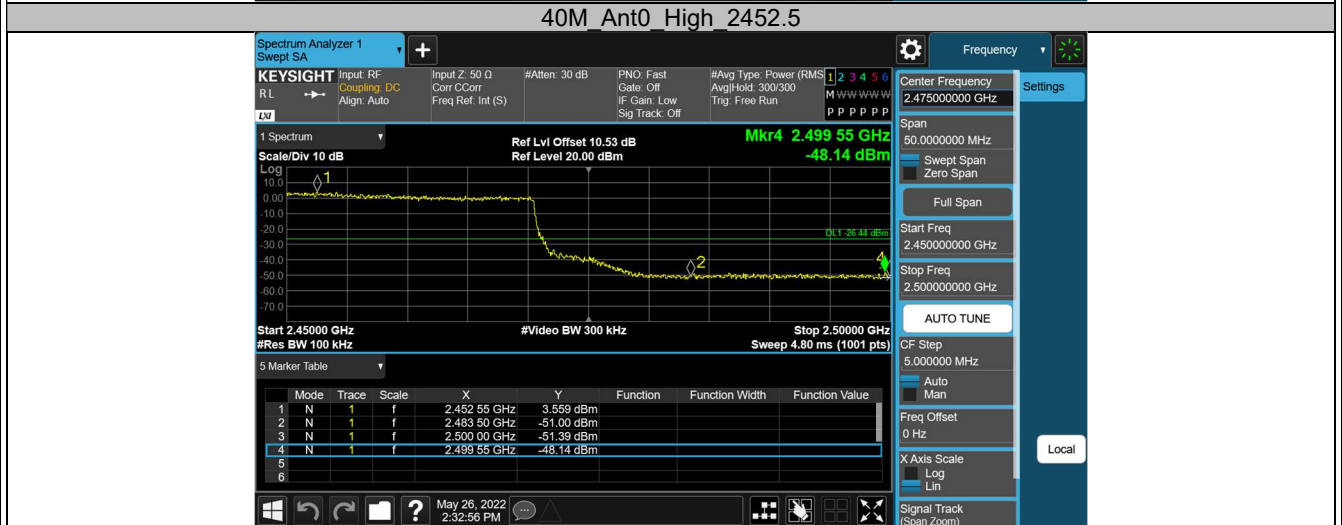 40M_Ant0_High_2452.5
Spectrum Analyzer 1
Swept SA
Frequency
KEYSIGHT
RL
LXI
Input: RF
Coupling: DC
Align: Auto
Input Z: 50 Ω
Corr CCorr
Freq Ref: Int (S)
#Atten: 30 dB
PNO: Fast
Gate: Off
IF Gain: Low
Sig Track: Off
#Avg Type: Power (RMS
Avg|Hold: 300/300
Trig: Free Run
1 2 3 4 5 6
M W W W W W
P P P P P P
1 Spectrum
Scale/Div 10 dB
Ref Lvl Offset 10.53 dB
Ref Level 20.00 dBm
Mkr4 2.499 55 GHz
-48.14 dBm
Log
10.0
0.00
-10.0
-20.0
-30.0
-40.0
-50.0
-60.0
-70.0
1
2
4
DL1 -26.44 dBm
Start 2.45000 GHz
#Res BW 100 kHz
#Video BW 300 kHz
Stop 2.50000 GHz
Sweep 4.80 ms (1001 pts)
5 Marker Table
Mode Trace Scale X Y Function Function Width Function Value
1 N 1 f 2.452 55 GHz 3.559 dBm
2 N 1 f 2.483 50 GHz -51.00 dBm
3 N 1 f 2.500 00 GHz -51.39 dBm
4 N 1 f 2.499 55 GHz -48.14 dBm
5
6
May 26, 2022
2:32:56 PM
Center Frequency
2.475000000 GHz
Settings
Span
50.0000000 MHz
Swept Span
Zero Span
Full Span
Start Freq
2.450000000 GHz
Stop Freq
2.500000000 GHz
AUTO TUNE
CF Step
5.000000 MHz
Auto
Man
Freq Offset
0 Hz
X Axis Scale
Log
Lin
Local
Signal Track
(Span Zoom)